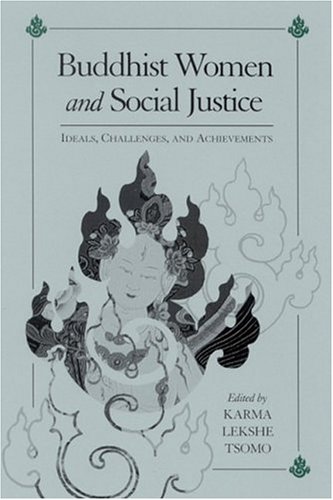 Buddhist Women
and Social Justice
IDEALS, CHALLENGES, AND ACHIEVEMENTS
Edited by
KARMA
LEKSHE
TSOMO